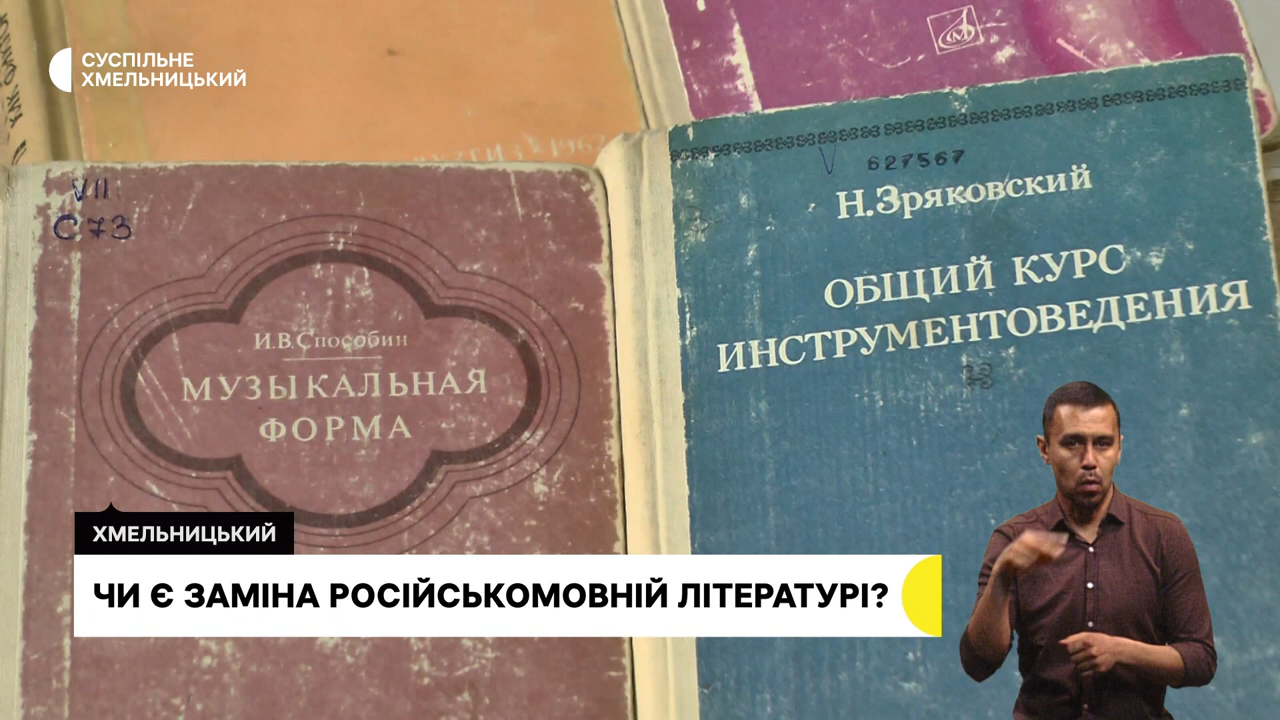 СУСПІЛЬНЕ
ХМЕЛЬНИЦЬКИЙ
VII
С73
И.В.Способин
МУЗЫКАЛЬНАЯ
ФОРМА
V 627567
Н.Зряковский
ОБЩИЙ КУРС
ИНСТРУМЕНТОВЕДЕНИЯ
ХМЕЛЬНИЦЬКИЙ
ЧИ Є ЗАМІНА РОСІЙСЬКОМОВНІЙ ЛІТЕРАТУРІ?